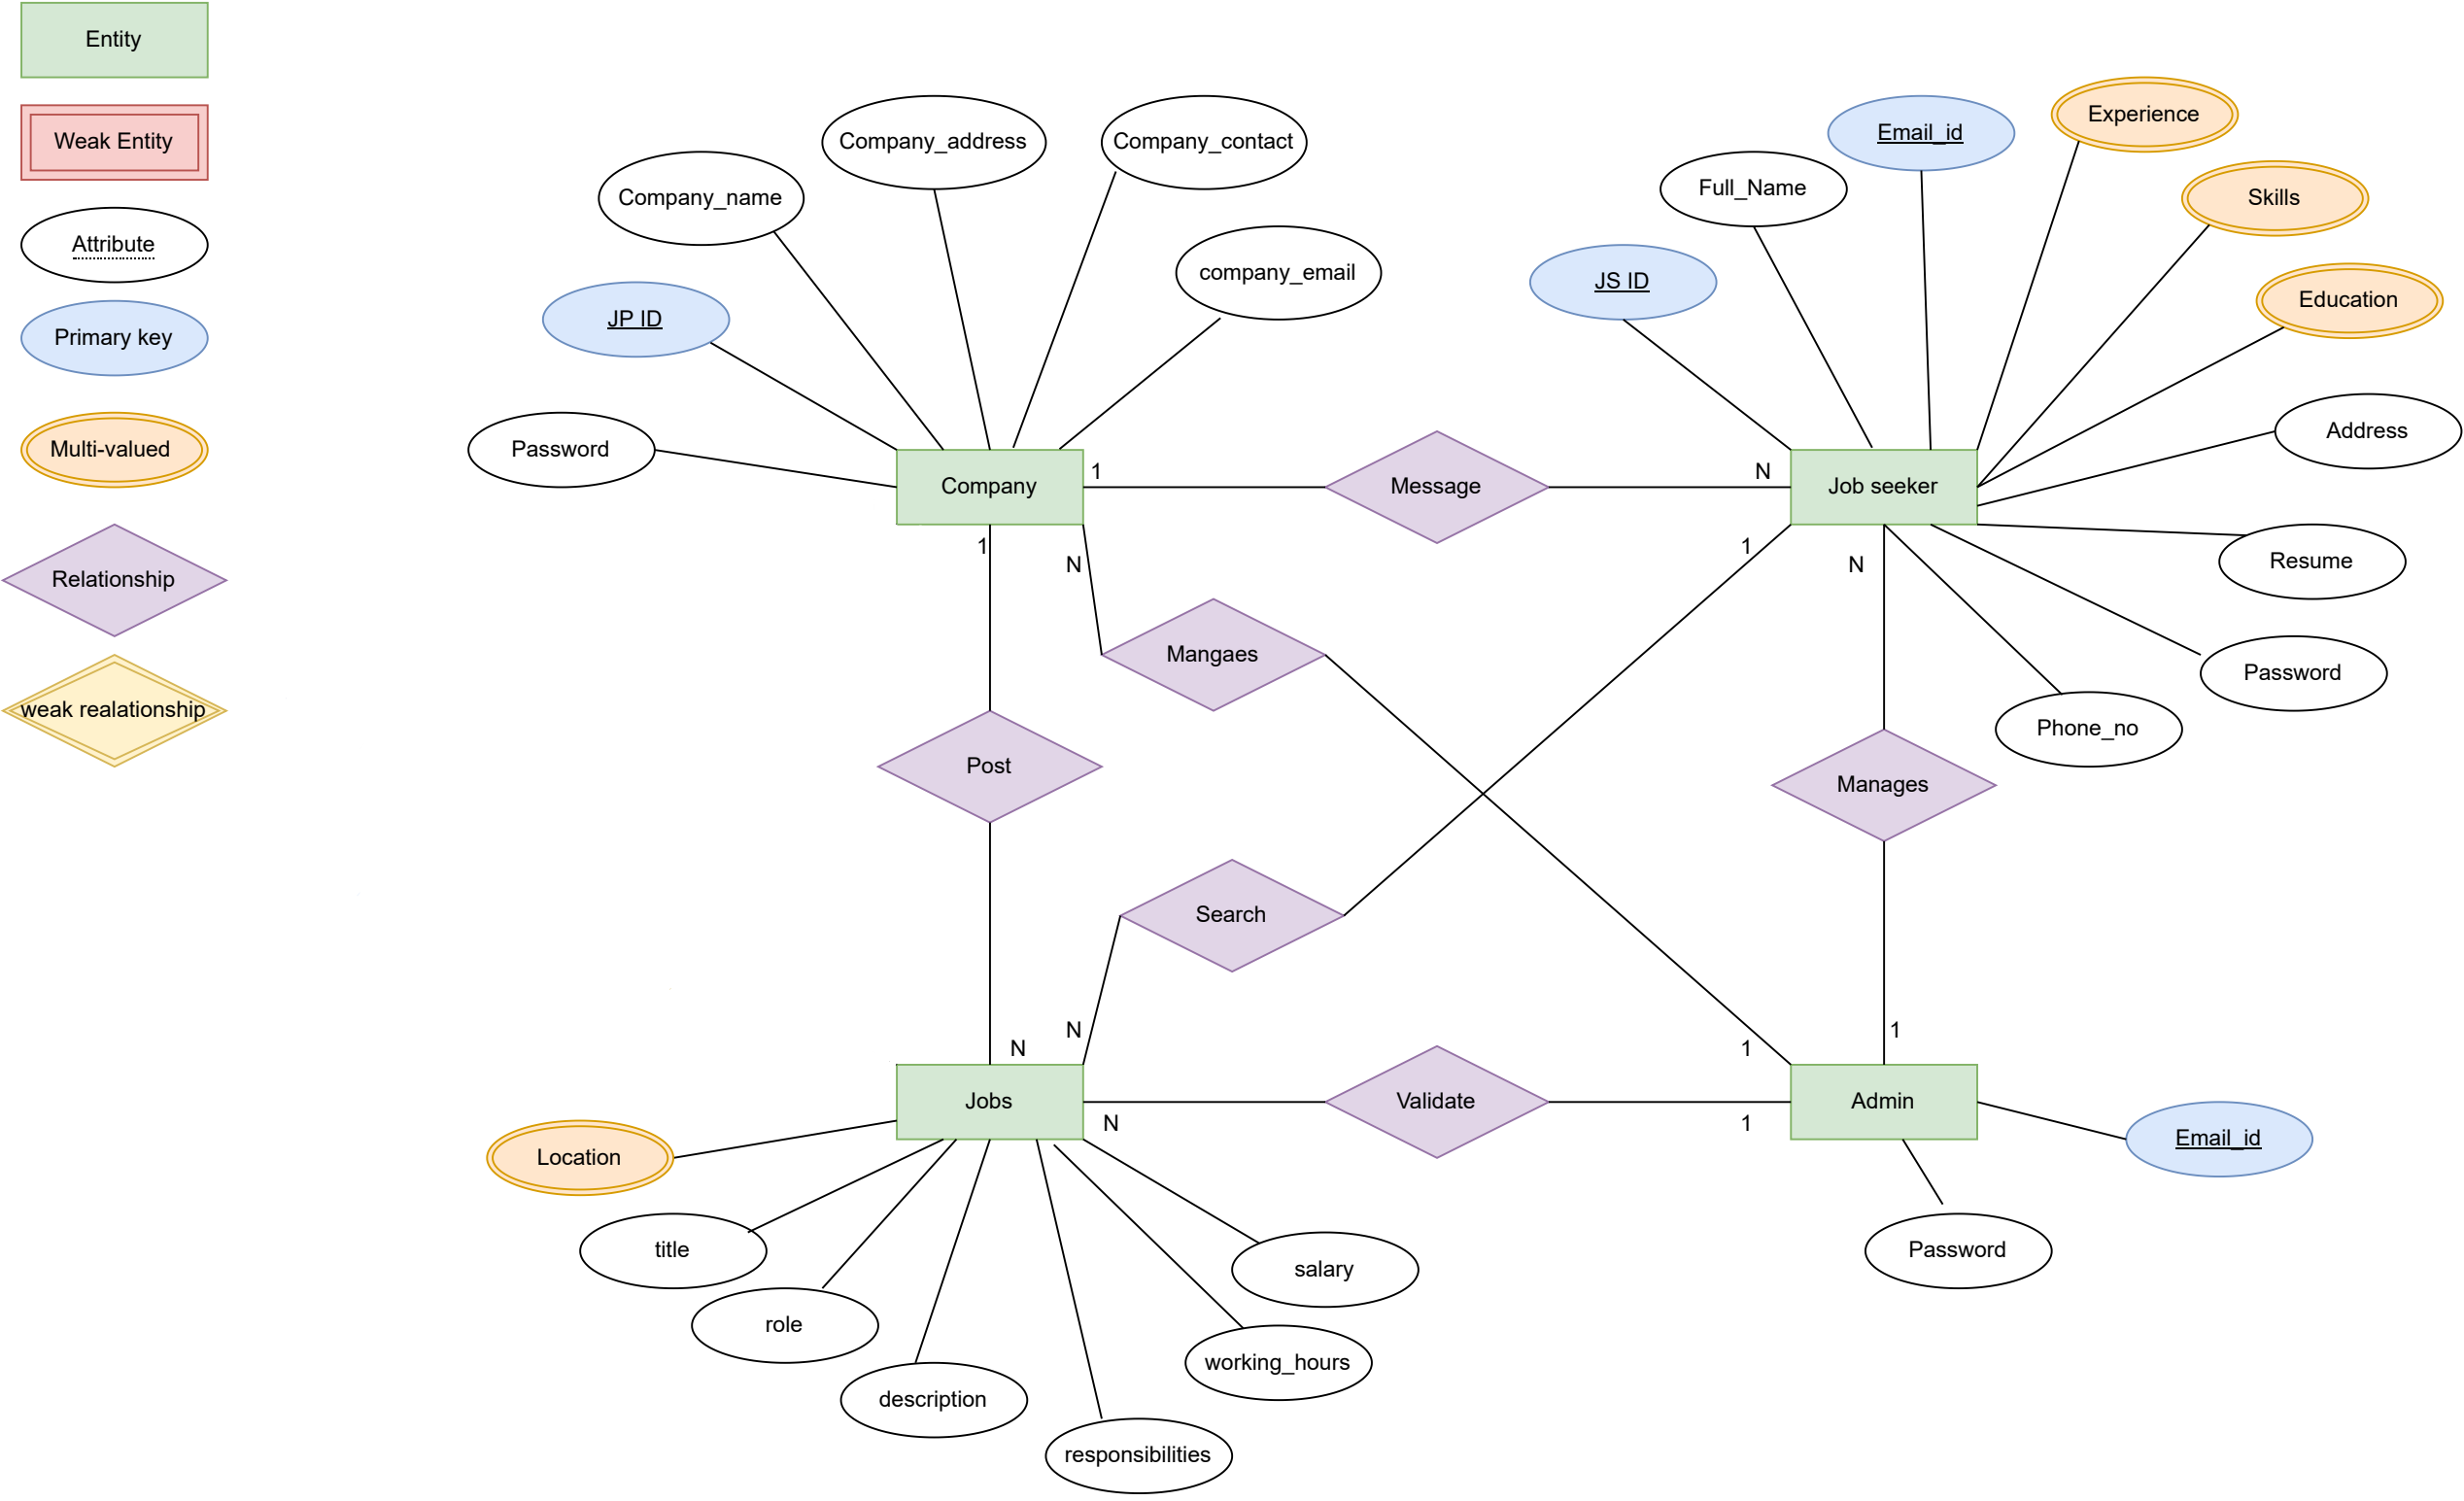 Entity
Weak Entity
Attribute
Primary key
Multi-valued
Relationship
weak realationship
Company_address
Company_contact
Company_name
company_email
JP ID
Password
Email_id
Experience
Full_Name
Skills
JS ID
Education
Address
Resume
Password
Phone_no
Company
1
Message
N
Job seeker
1
N
1
N
Mangaes
Post
Manages
Search
N
N
1
1
Jobs
N
Validate
1
Admin
Email_id
Password
Location
title
role
description
responsibilities
working_hours
salary